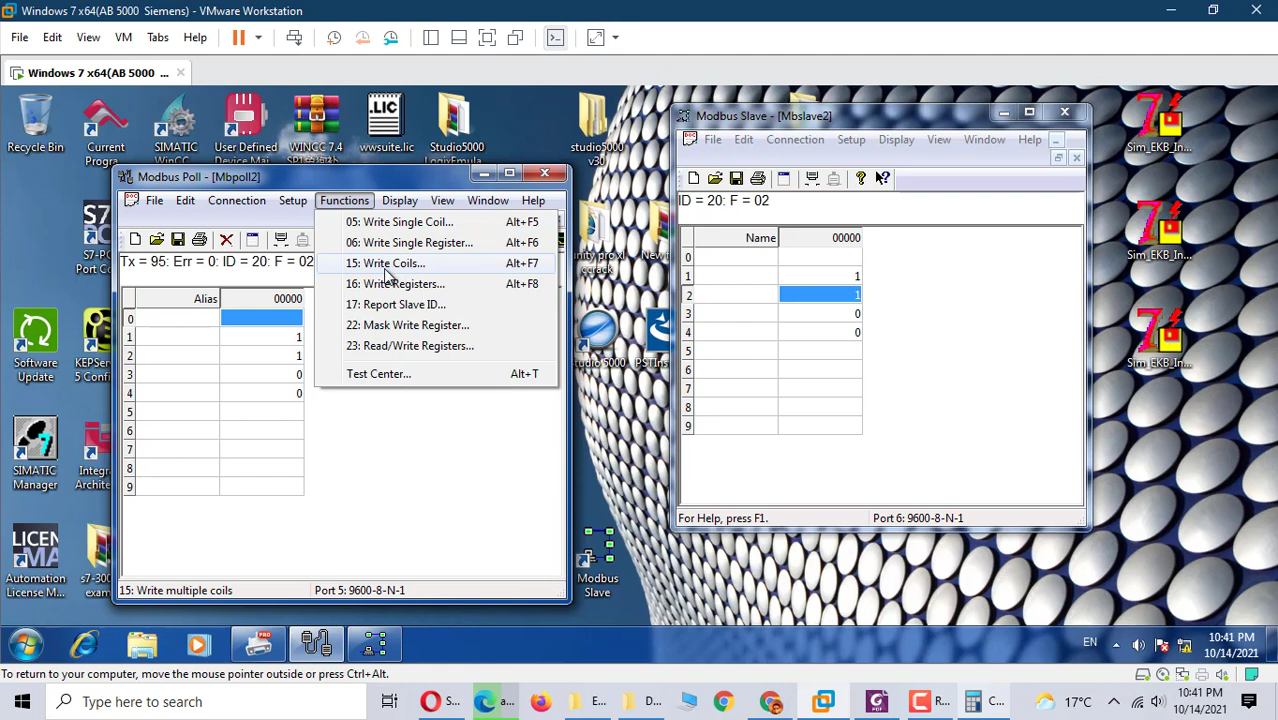 Windows 7 x64(AB 5000 Siemens) - VMware Workstation
File Edit View VM Tabs Help
Windows 7 x64(AB 5000 ...
Recycle Bin
Current Progra...
SIMATIC WinCC ...
User Defined Device Mai...
WINCC 7.4
wwsuite.lic
Studio5000 LogixEmula...
studio5000 v30
Modbus Poll - [Mbpoll2]
File Edit Connection Setup Functions Display View Window Help
05: Write Single Coil... Alt+F5
06: Write Single Register... Alt+F6
15: Write Coils... Alt+F7
16: Write Registers... Alt+F8
17: Report Slave ID...
22: Mask Write Register...
23: Read/Write Registers...
Test Center... Alt+T
Tx = 95: Err = 0: ID = 20: F = 02
Alias 00000
0
1 1
2 1
3 0
4 0
5
6
7
8
9
15: Write multiple coils Port 5: 9600-8-N-1
Modbus Slave - [Mbslave2]
File Edit Connection Setup Display View Window Help
ID = 20: F = 02
Name 00000
0
1 1
2 1
3 0
4 0
5
6
7
8
9
For Help, press F1. Port 6: 9600-8-N-1
Sim_EKB_In...
Sim_EKB_In...
Sim_EKB_In...
Software Update
SIMATIC Manager
Automation License M...
s7-300
Modbus Slave
EN
10:41 PM
10/14/2021
To return to your computer, move the mouse pointer outside or press Ctrl+Alt.
Type here to search
S...
a...
E...
D...
R...
C...
17°C
10:41 PM
10/14/2021